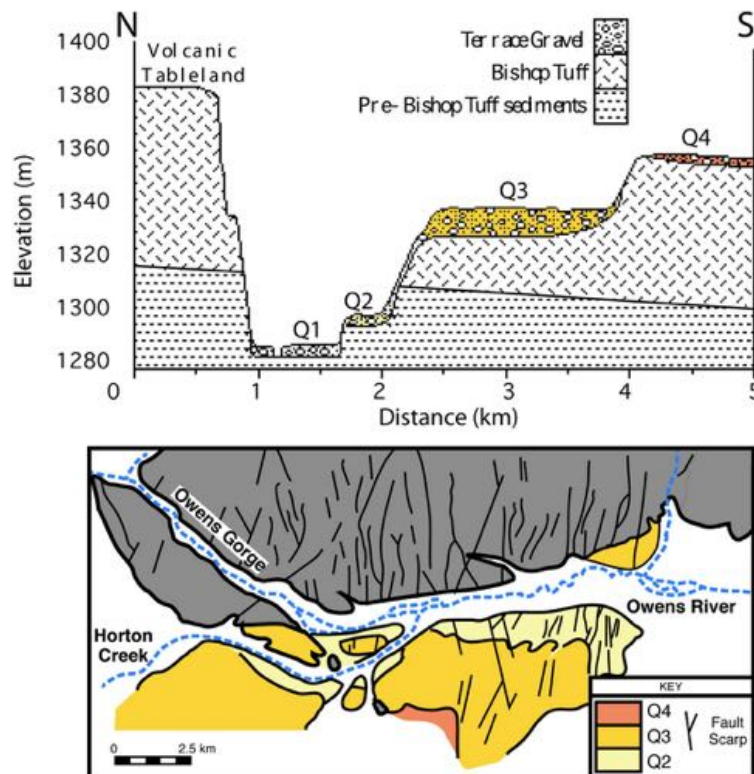 N
S
1400
1380
1360
1340
1320
1300
1280
Elevation (m)
Volcanic
Tableland
Terrace Gravel
Bishop Tuff
Pre- Bishop Tuff sediments
Q4
Q3
Q2
Q1
0
1
2
3
4
5
Distance (km)
Owens Gorge
Owens River
Horton
Creek
0
2.5 km
KEY
Q4
Q3
Q2
Fault
Scarp